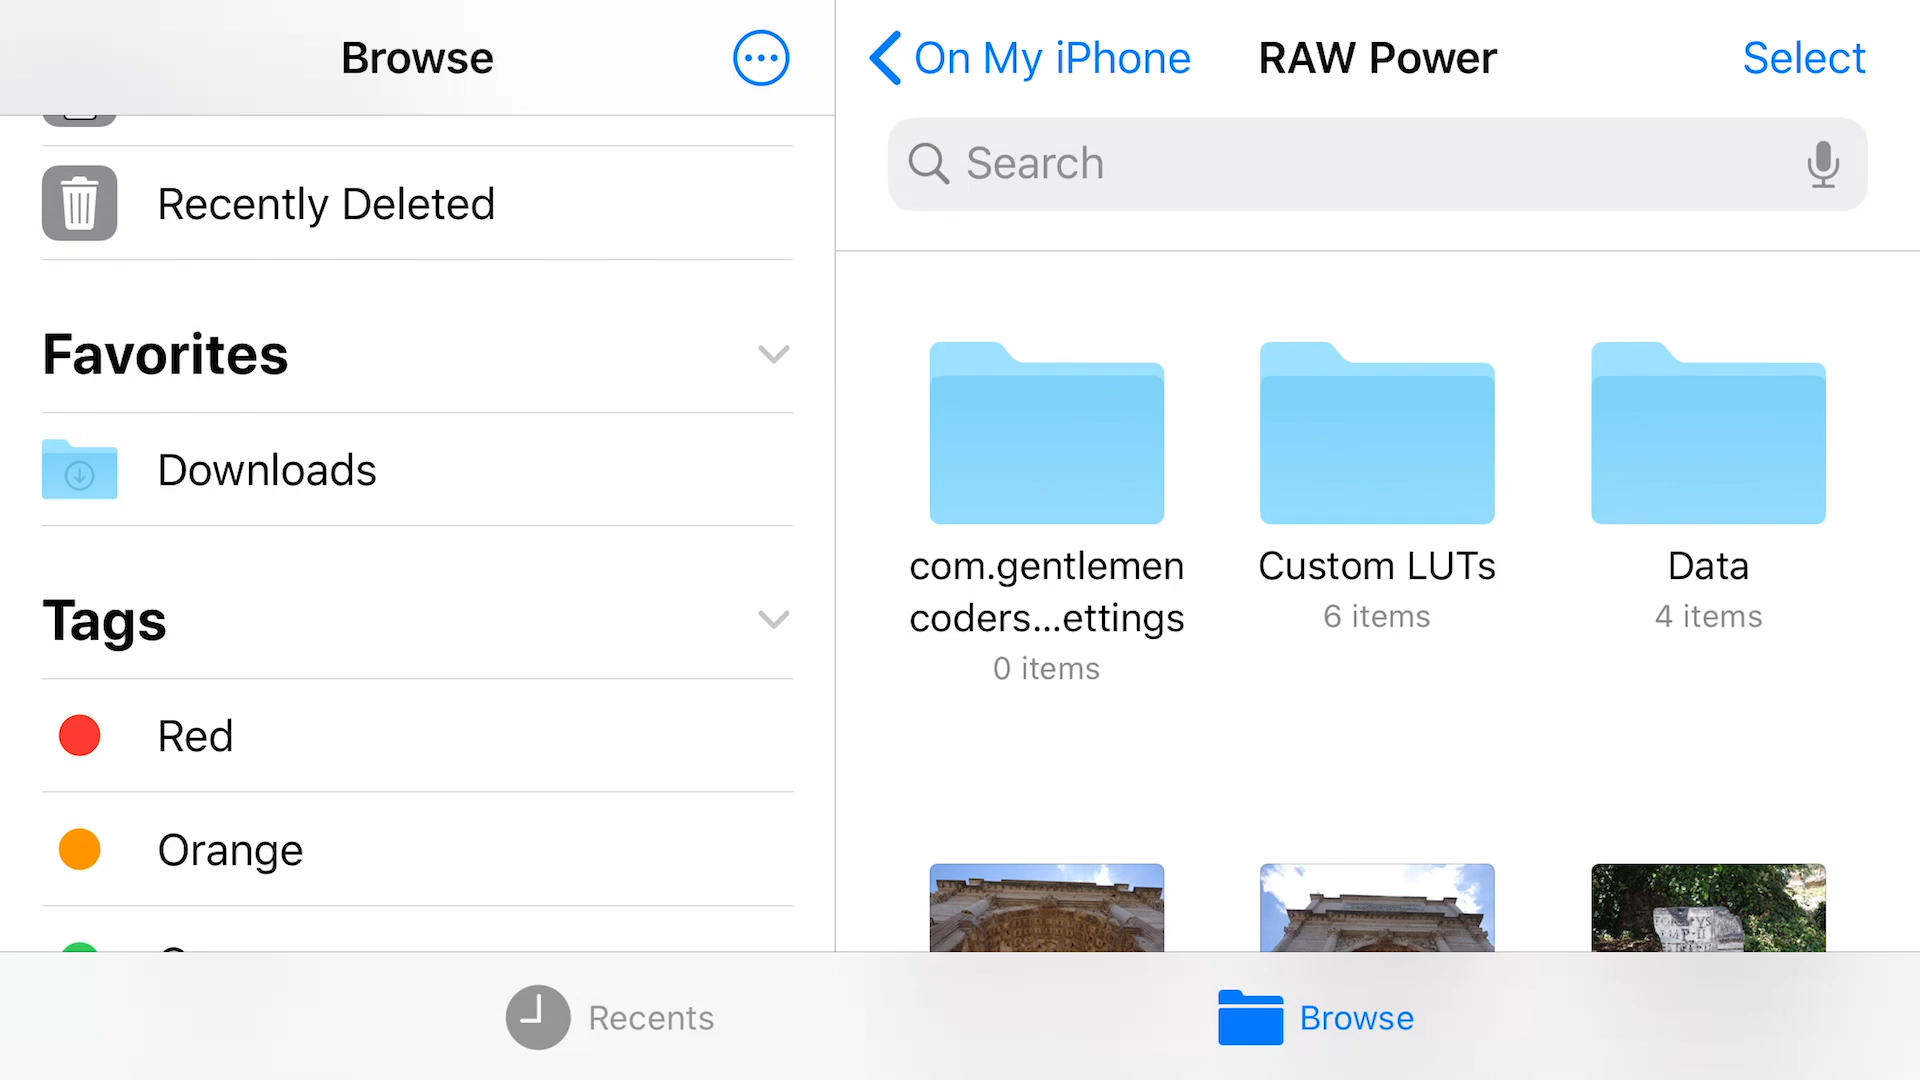 Browse
Recently Deleted
Favorites
Downloads
Tags
Red
Orange
On My iPhone
RAW Power
Select
Search
com.gentlemen
coders...ettings
0 items
Custom LUTs
6 items
Data
4 items
Recents
Browse